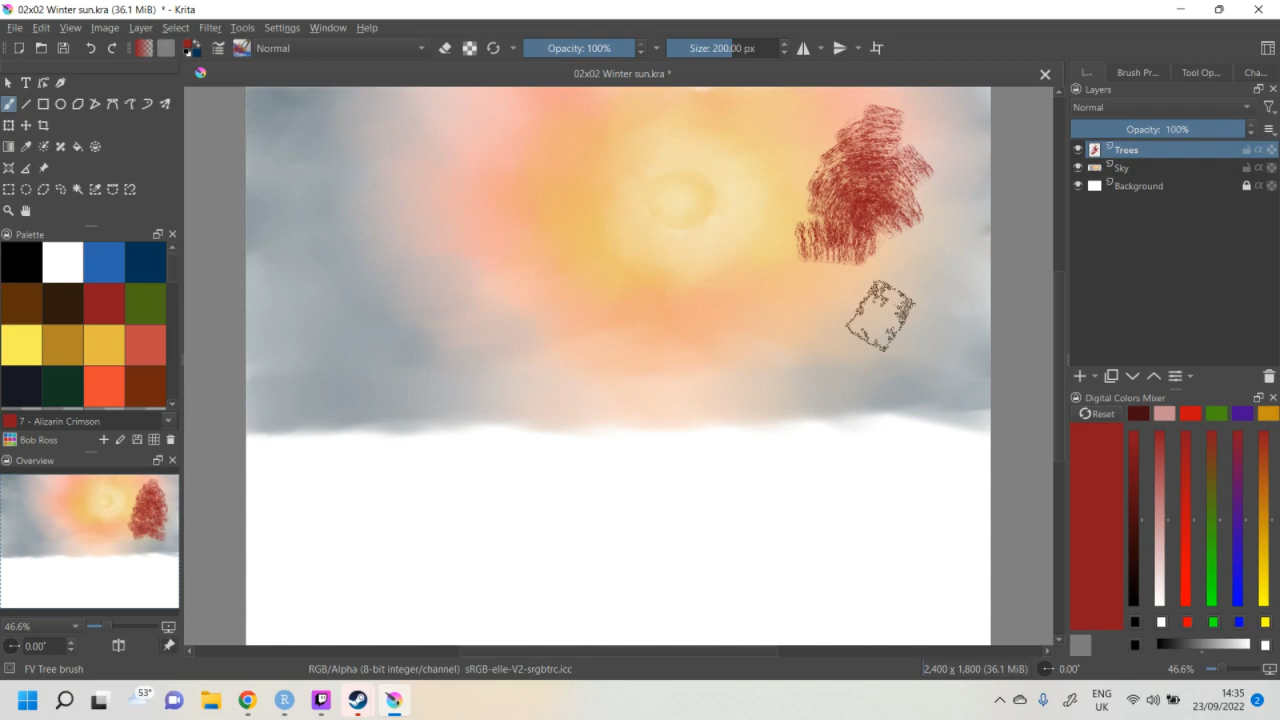 02x02 Winter sun.kra (36.1 MiB) * - Krita
File Edit View Image Layer Select Filter Tools Settings Window Help
Normal Opacity: 100% Size: 200.00 px
02x02 Winter sun.kra *
L... Brush Pr... Tool Op... Cha...
Layers
Normal
Opacity: 100%
Trees
Sky
Background
Palette
7 - Alizarin Crimson
Bob Ross
Overview
46.6%
0.00°
Digital Colors Mixer
Reset
FV Tree brush RGB/Alpha (8-bit integer/channel) sRGB-elle-V2-srgbtrc.icc 2,400 x 1,800 (36.1 MiB) 0.00° 46.6%
53°
ENG
UK
14:35
23/09/2022
2